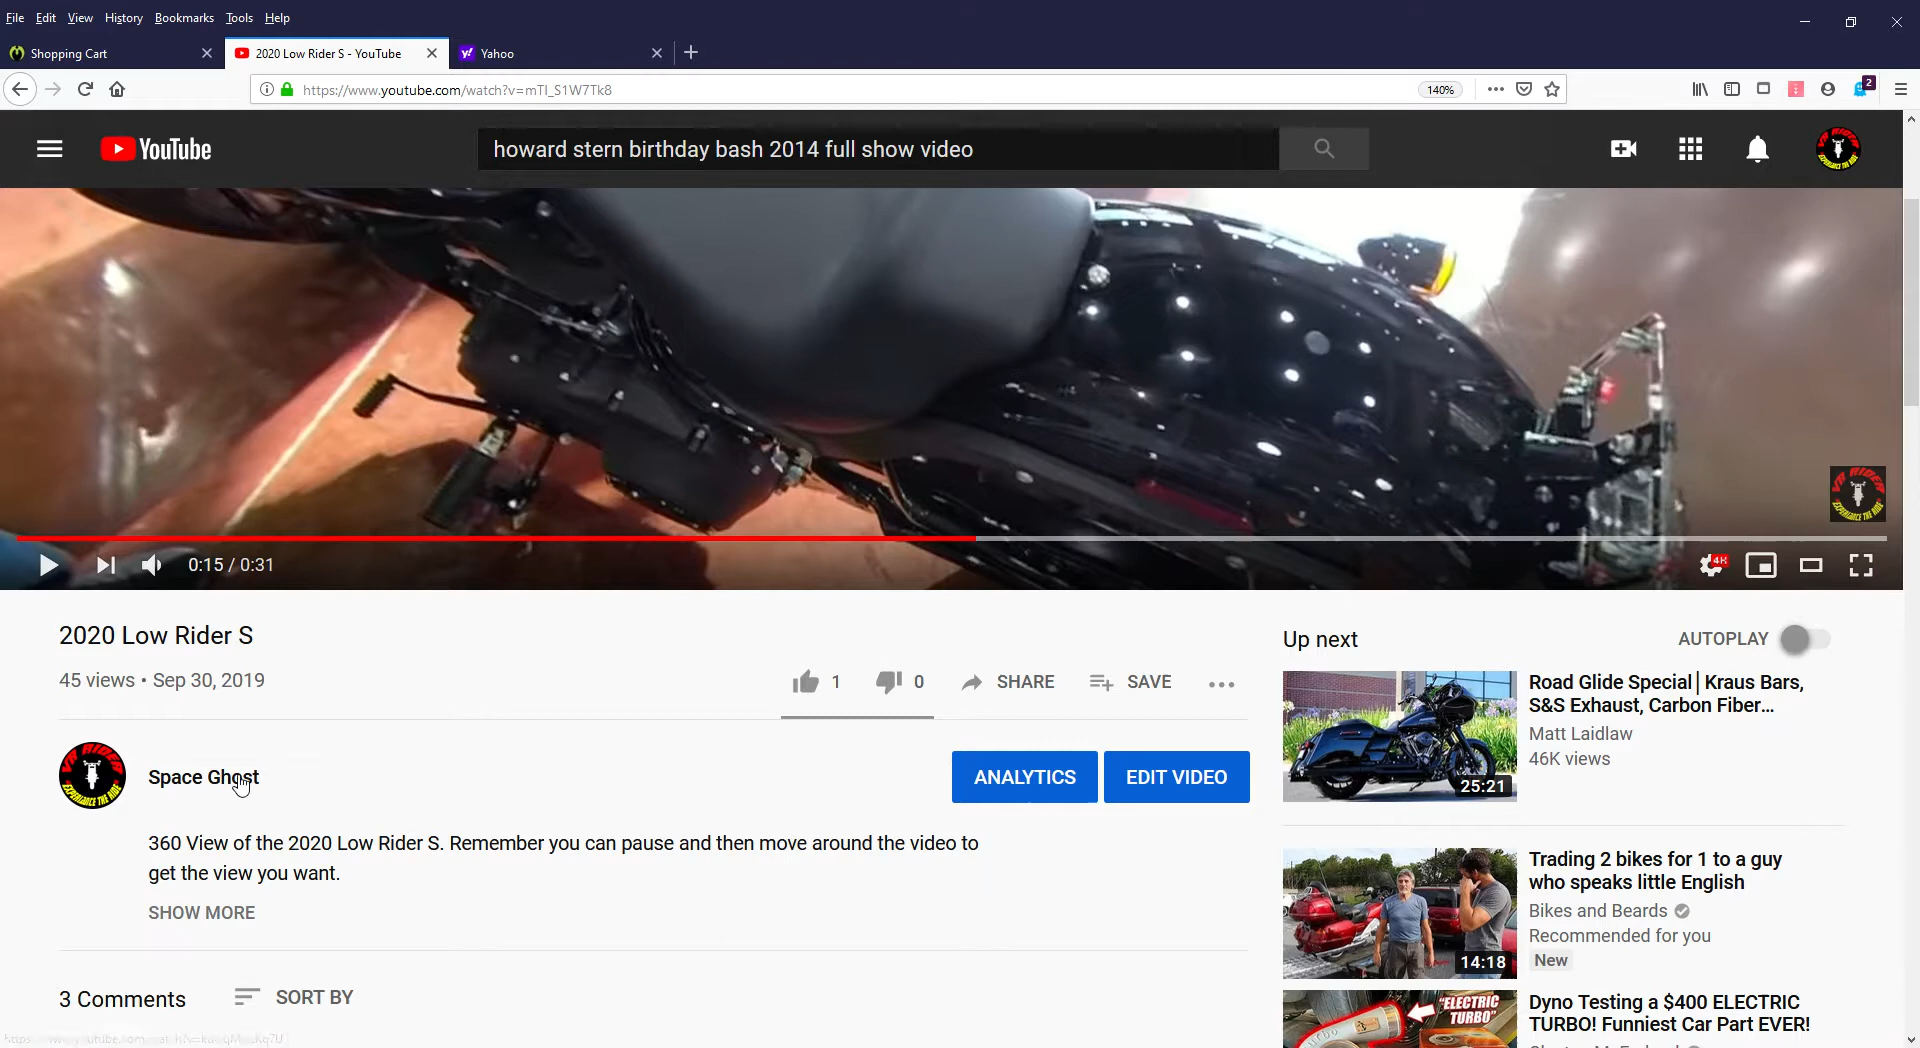 File Edit View History Bookmarks Tools Help
Shopping Cart
2020 Low Rider S - YouTube
Yahoo
https://www.youtube.com/watch?v=mTI_S1W7Tk8
140%
2
YouTube
howard stern birthday bash 2014 full show video
VR RIDER
EXPERIENCE THE RIDE
0:15 / 0:31
2020 Low Rider S
45 views • Sep 30, 2019
1 0 SHARE SAVE
Space Ghost
ANALYTICS EDIT VIDEO
360 View of the 2020 Low Rider S. Remember you can pause and then move around the video to
get the view you want.
SHOW MORE
3 Comments SORT BY
Up next
AUTOPLAY
Road Glide Special | Kraus Bars,
S&S Exhaust, Carbon Fiber...
Matt Laidlaw
46K views
25:21
Trading 2 bikes for 1 to a guy
who speaks little English
Bikes and Beards
Recommended for you
New
14:18
"ELECTRIC
TURBO"
Dyno Testing a $400 ELECTRIC
TURBO! Funniest Car Part EVER!